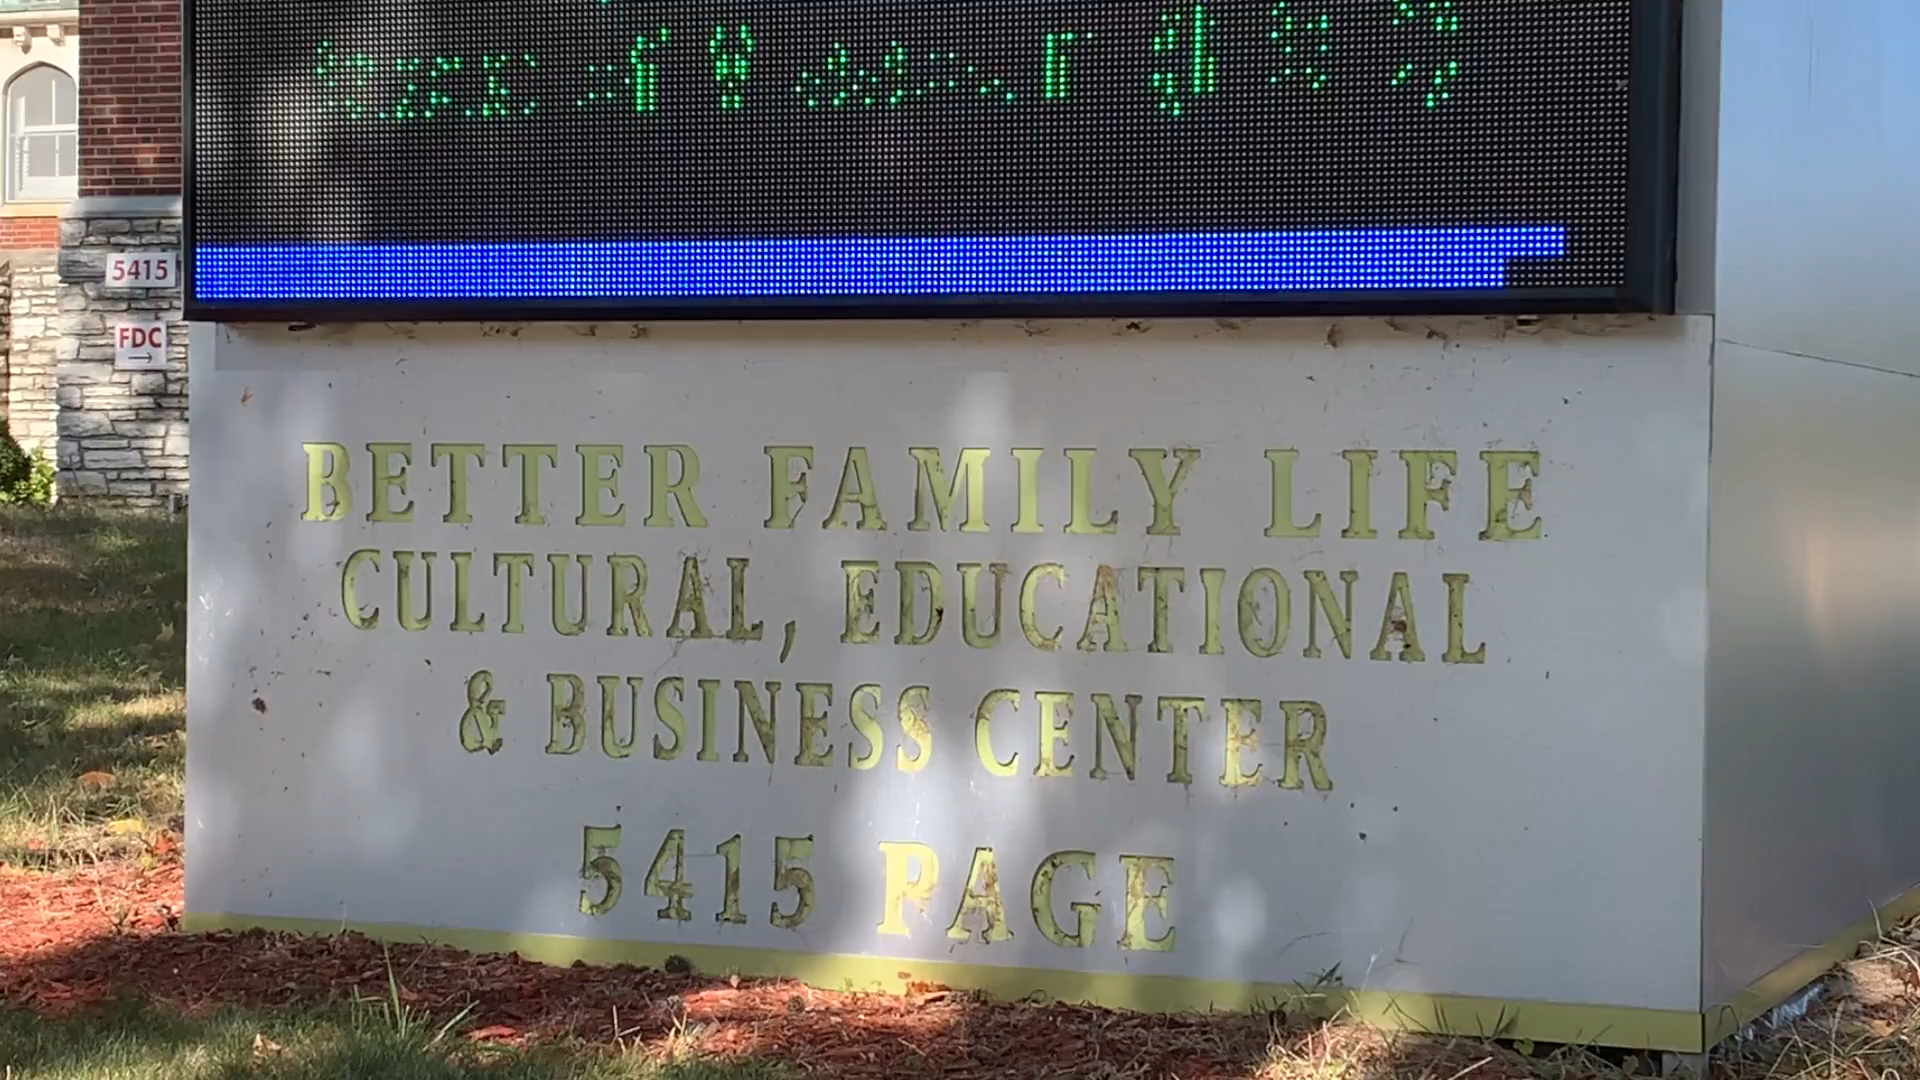 5415
FDC
BETTER FAMILY LIFE
CULTURAL, EDUCATIONAL
& BUSINESS CENTER
5415 PAGE